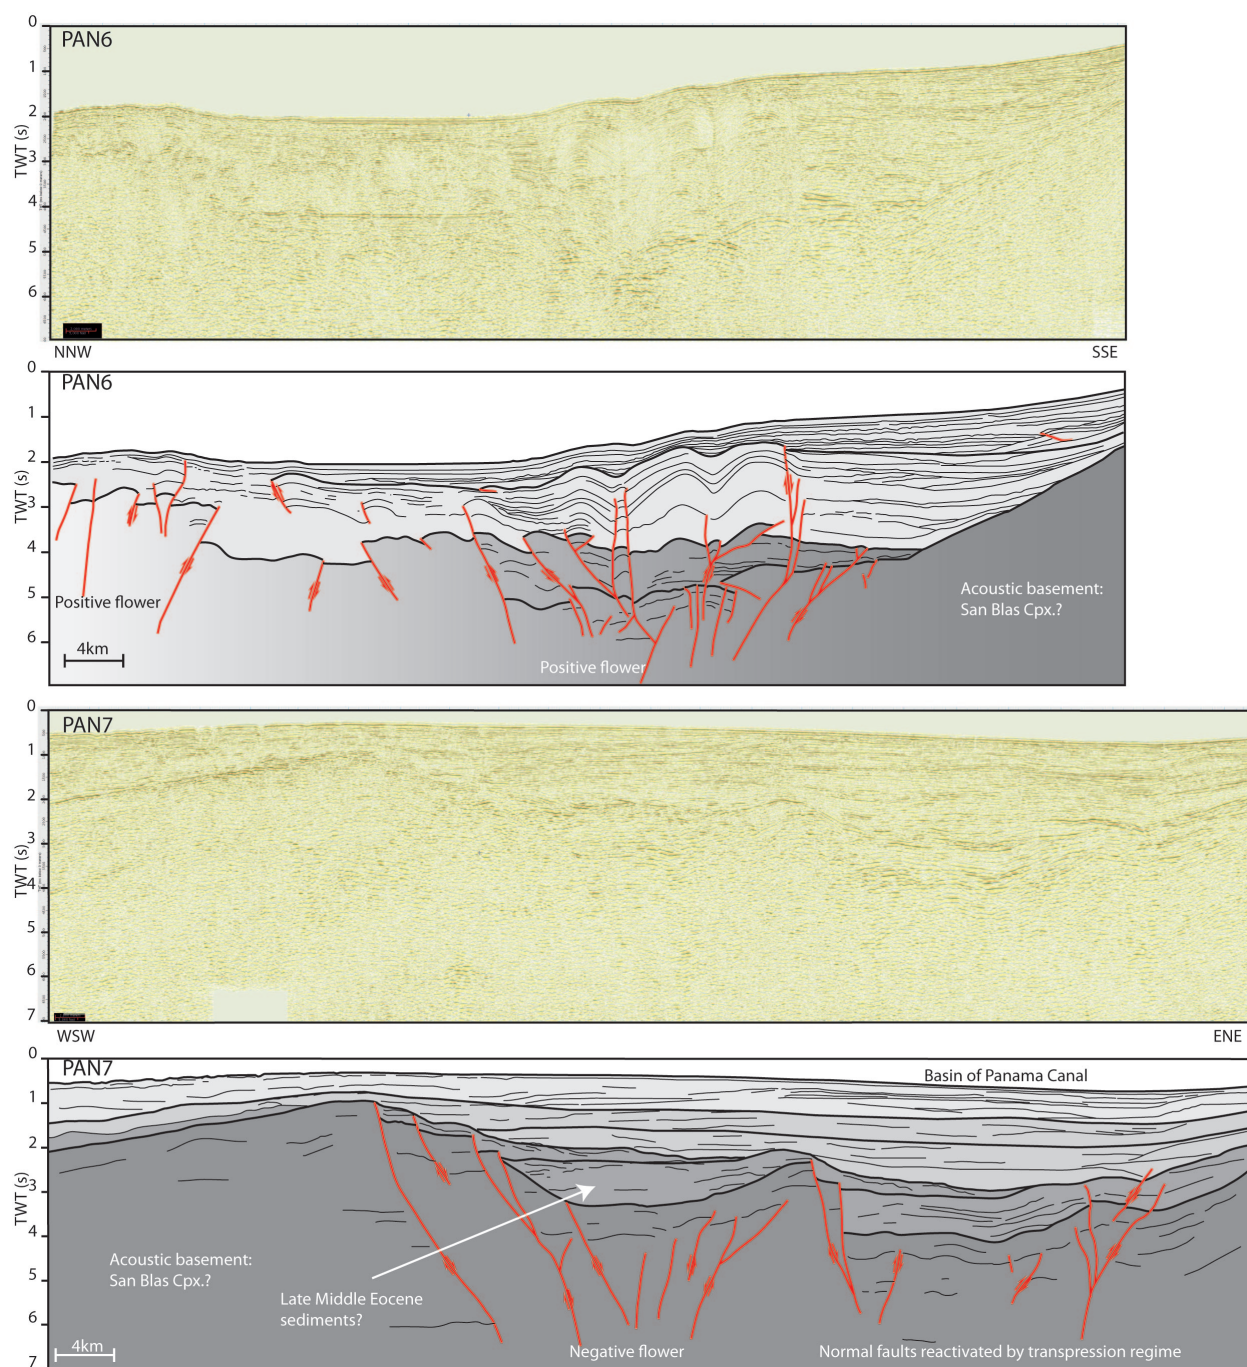 PAN6
0
1
2
3
4
5
6
TWT (s)
NNW
SSE
PAN6
0
1
2
3
4
5
6
TWT (s)
Positive flower
4km
Positive flower
Acoustic basement:
San Blas Cpx.?
PAN7
0
1
2
3
4
5
6
7
TWT (s)
WSW
ENE
PAN7
0
1
2
3
4
5
6
7
TWT (s)
Basin of Panama Canal
Acoustic basement:
San Blas Cpx.?
Late Middle Eocene
sediments?
4km
Negative flower
Normal faults reactivated by transpression regime